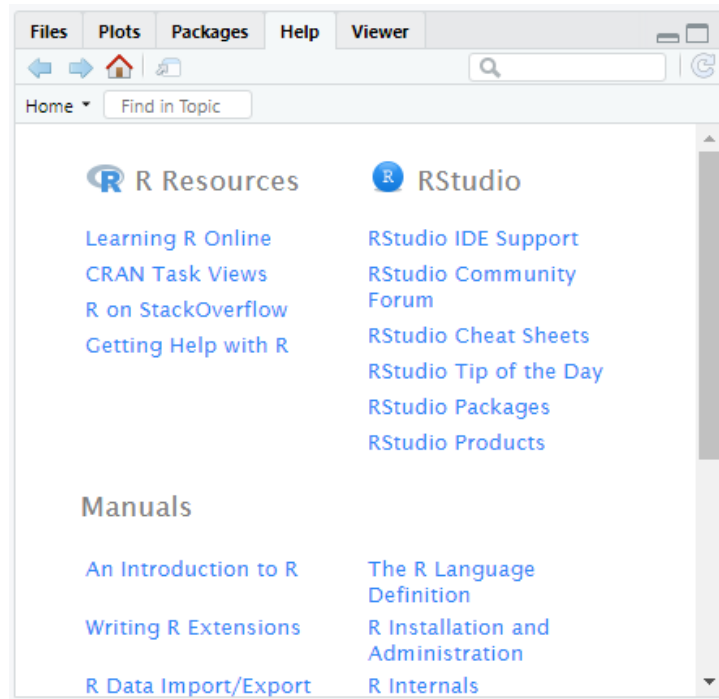 Files Plots Packages Help Viewer
Home Find in Topic
R R Resources
Learning R Online
CRAN Task Views
R on StackOverflow
Getting Help with R
R RStudio
RStudio IDE Support
RStudio Community
Forum
RStudio Cheat Sheets
RStudio Tip of the Day
RStudio Packages
RStudio Products
Manuals
An Introduction to R
The R Language
Definition
Writing R Extensions
R Installation and
Administration
R Data Import/Export
R Internals